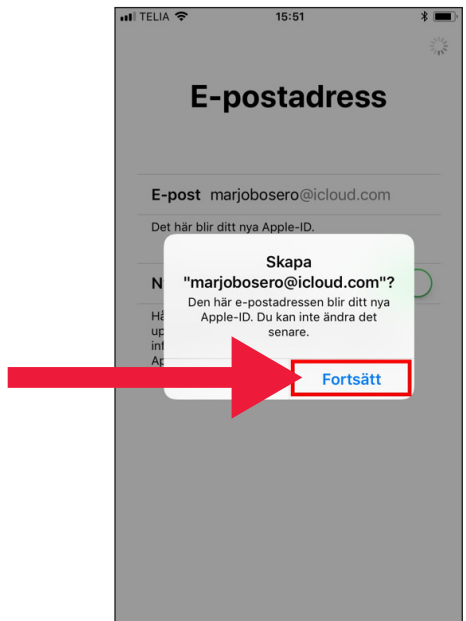 TELIA 15:51
E-postadress
E-post marjobosero@icloud.com
Det här blir ditt nya Apple-ID.
Skapa
"marjobosero@icloud.com"?
Den här e-postadressen blir ditt nya
Apple-ID. Du kan inte ändra det
senare.
Fortsätt